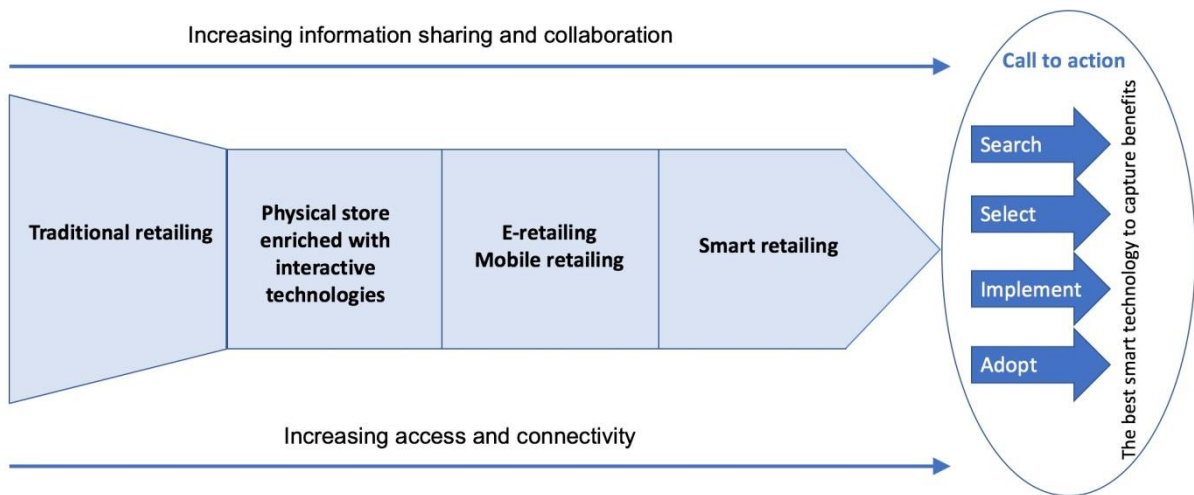 Increasing information sharing and collaboration
Call to action
Traditional retailing
Physical store
enriched with
interactive
technologies
E-retailing
Mobile retailing
Smart retailing
Search
Select
Implement
Adopt
The best smart technology to capture benefits
Increasing access and connectivity